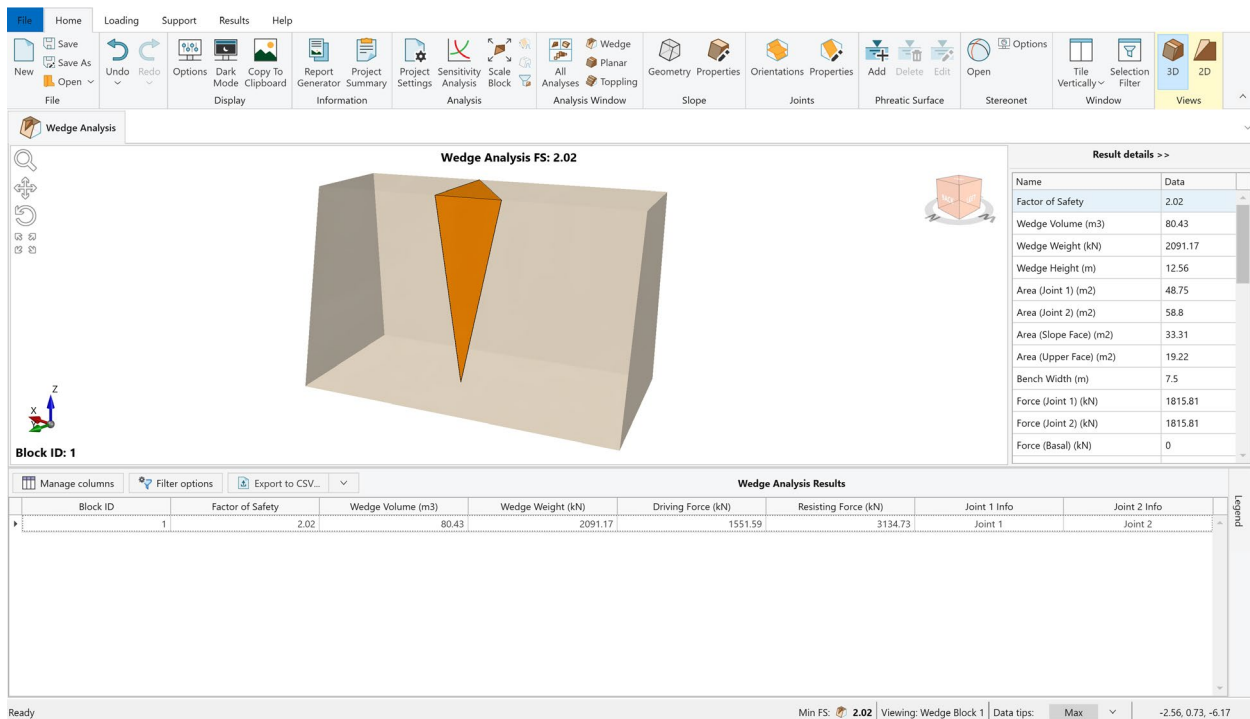 File Home Loading Support Results Help
Save
Save As
Open
New
Undo Redo
Options Dark Mode Copy To Clipboard
Report Generator Project Summary
Project Settings Sensitivity Analysis Scale Block
All Analyses
Wedge
Planar
Toppling
Geometry Properties
Orientations Properties
Add Delete Edit
Open
Options
Tile Vertically Selection Filter
3D 2D
File Display Information Analysis Analysis Window Slope Joints Phreatic Surface Stereonet Window Views
Wedge Analysis
Wedge Analysis FS: 2.02
Z
X
Block ID: 1
Result details >>
Name Data
Factor of Safety 2.02
Wedge Volume (m3) 80.43
Wedge Weight (kN) 2091.17
Wedge Height (m) 12.56
Area (Joint 1) (m2) 48.75
Area (Joint 2) (m2) 58.8
Area (Slope Face) (m2) 33.31
Area (Upper Face) (m2) 19.22
Bench Width (m) 7.5
Force (Joint 1) (kN) 1815.81
Force (Joint 2) (kN) 1815.81
Force (Basal) (kN) 0
Manage columns Filter options Export to CSV... Wedge Analysis Results
Block ID Factor of Safety Wedge Volume (m3) Wedge Weight (kN) Driving Force (kN) Resisting Force (kN) Joint 1 Info Joint 2 Info
1 2.02 80.43 2091.17 1551.59 3134.73 Joint 1 Joint 2
Legend
Ready Min FS: 2.02 Viewing: Wedge Block 1 Data tips: Max -2.56, 0.73, -6.17